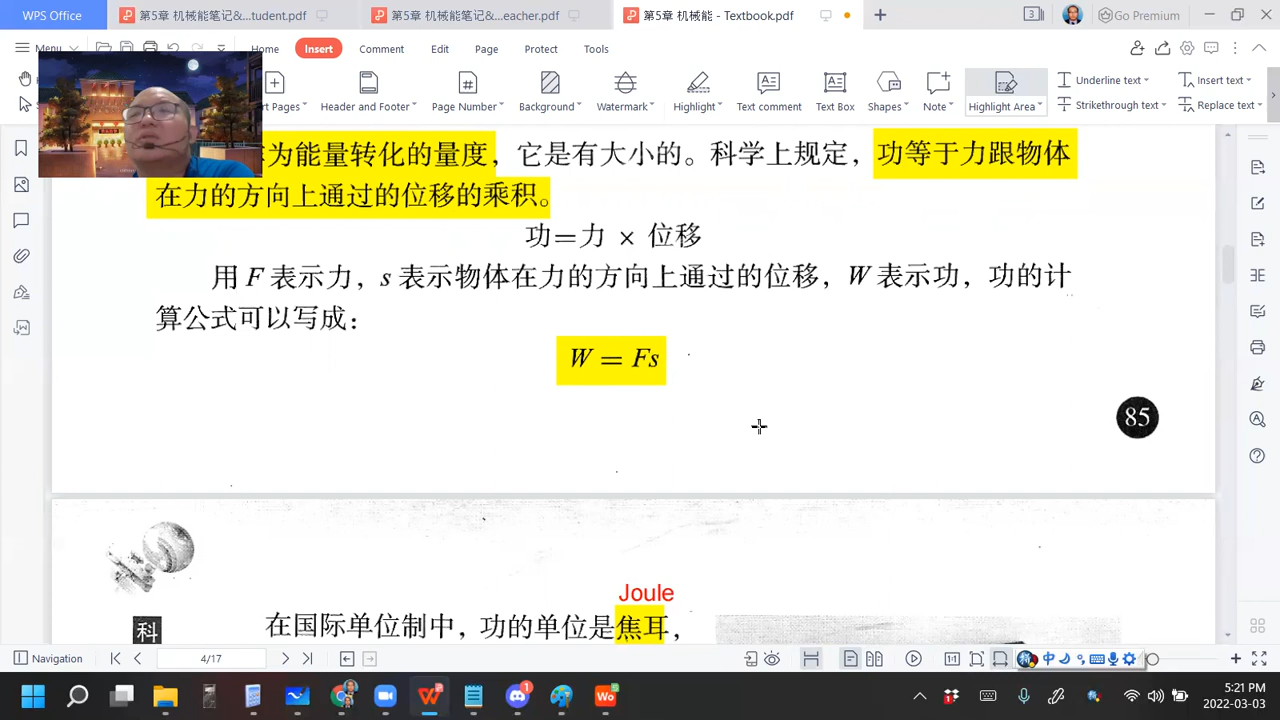 WPS Office
第5章 机械能笔记&...tudent.pdf
第5章 机械能笔记&...eacher.pdf
第5章 机械能 - Textbook.pdf
3
Go Premium
Menu
Home
Insert
Comment
Edit
Page
Protect
Tools
Underline text
Insert text
Pages
Header and Footer
Page Number
Background
Watermark
Highlight
Text comment
Text Box
Shapes
Note
Highlight Area
Strikethrough text
Replace text
为能量转化的量度，它是有大小的。科学上规定，功等于力跟物体
在力的方向上通过的位移的乘积。
功=力 × 位移
用 F 表示力，s 表示物体在力的方向上通过的位移，W 表示功，功的计
算公式可以写成：
W = Fs
85
Joule
科
在国际单位制中，功的单位是焦耳，
Navigation
4/17
中
5:21 PM
2022-03-03